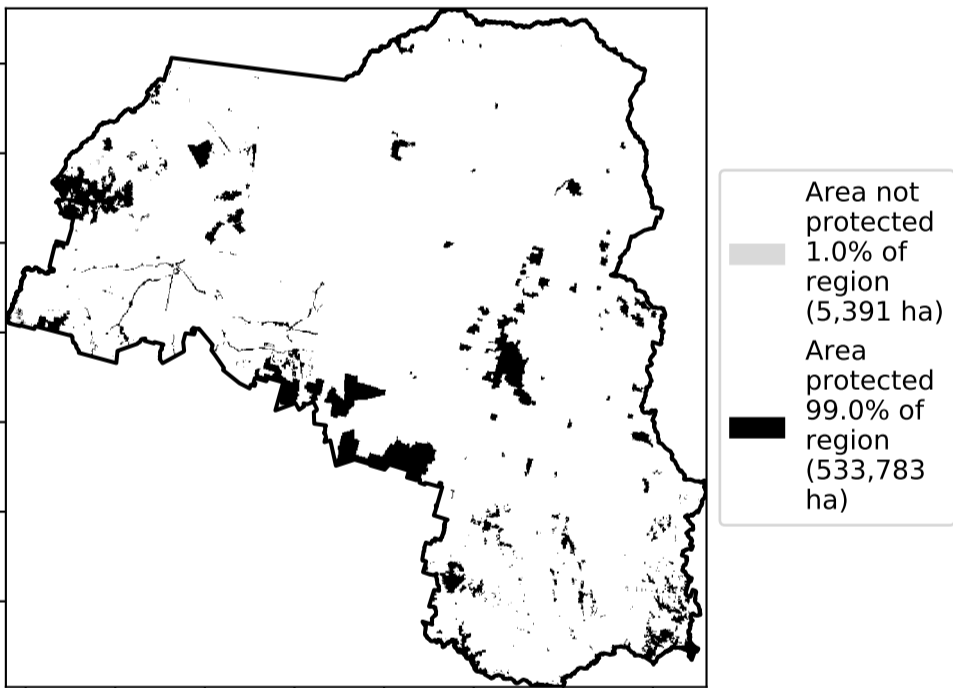 Area not
protected
1.0% of
region
(5,391 ha)
Area
protected
99.0% of
region
(533,783
ha)